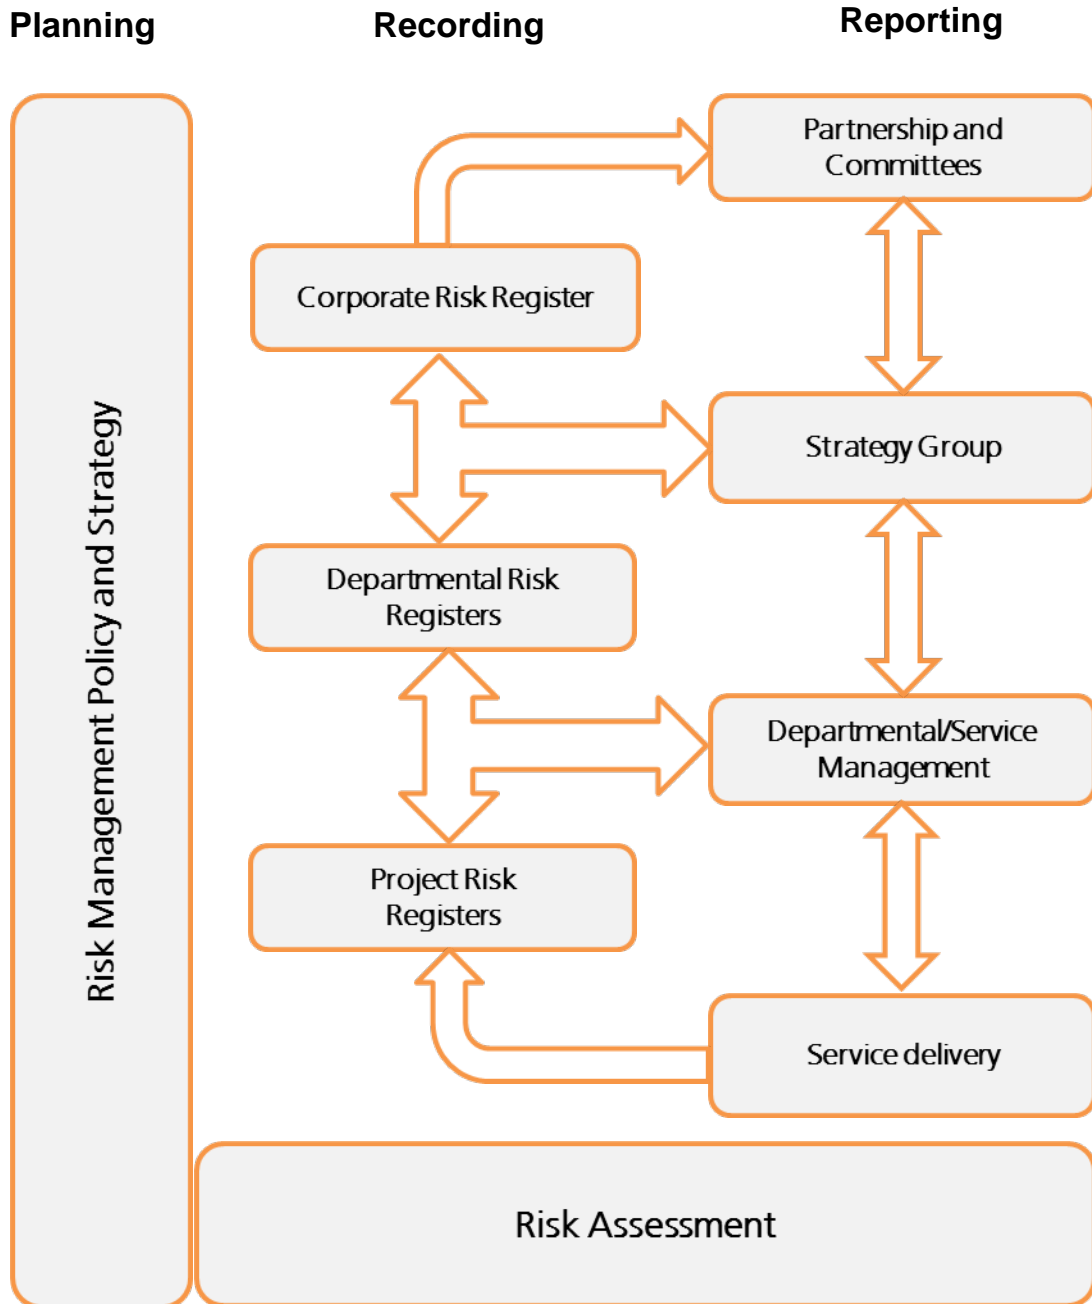 Planning
Recording
Reporting
Risk Management Policy and Strategy
Partnership and
Committees
Corporate Risk Register
Strategy Group
Departmental Risk
Registers
Departmental/Service
Management
Project Risk
Registers
Service delivery
Risk Assessment